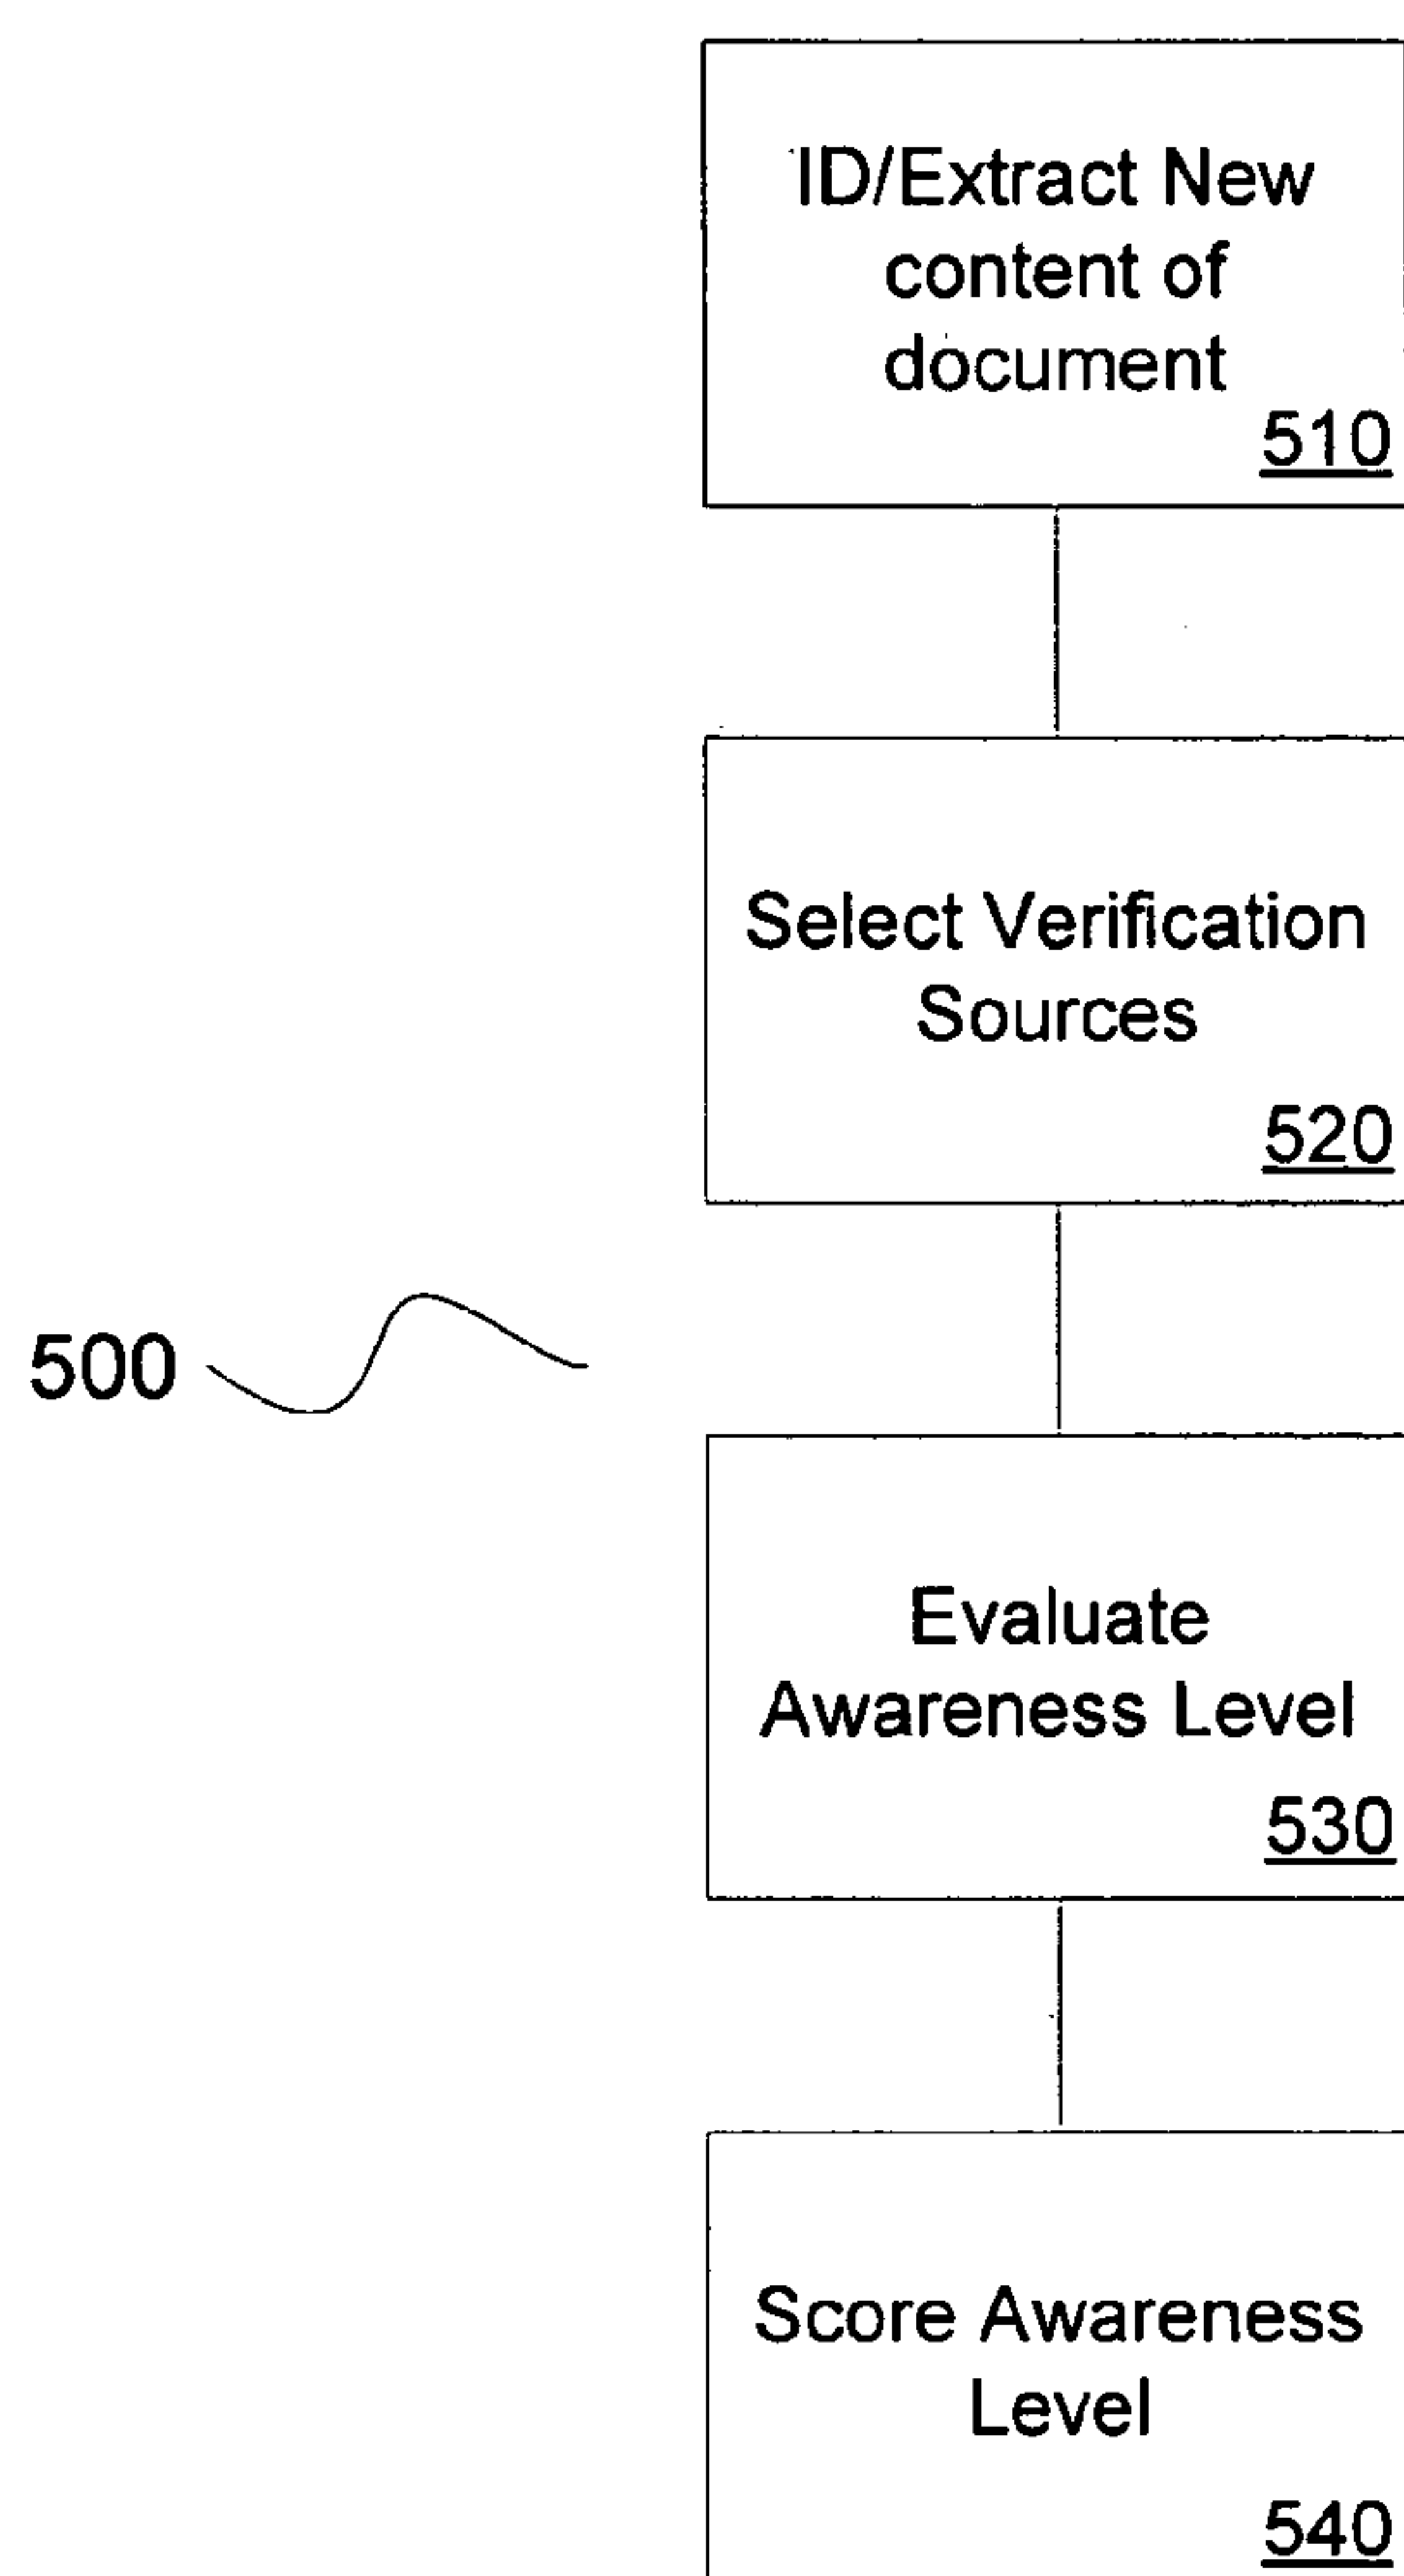 ID/Extract New
content of
document
510
Select Verification
Sources
520
500
Evaluate
Awareness Level
530
Score Awareness
Level
540